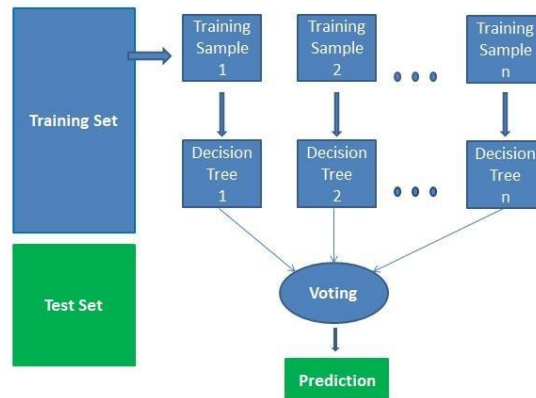 Training
Sample
1
Training
Sample
2
Training
Sample
n
Training Set
Decision
Tree
1
Decision
Tree
2
Decision
Tree
n
Test Set
Voting
Prediction